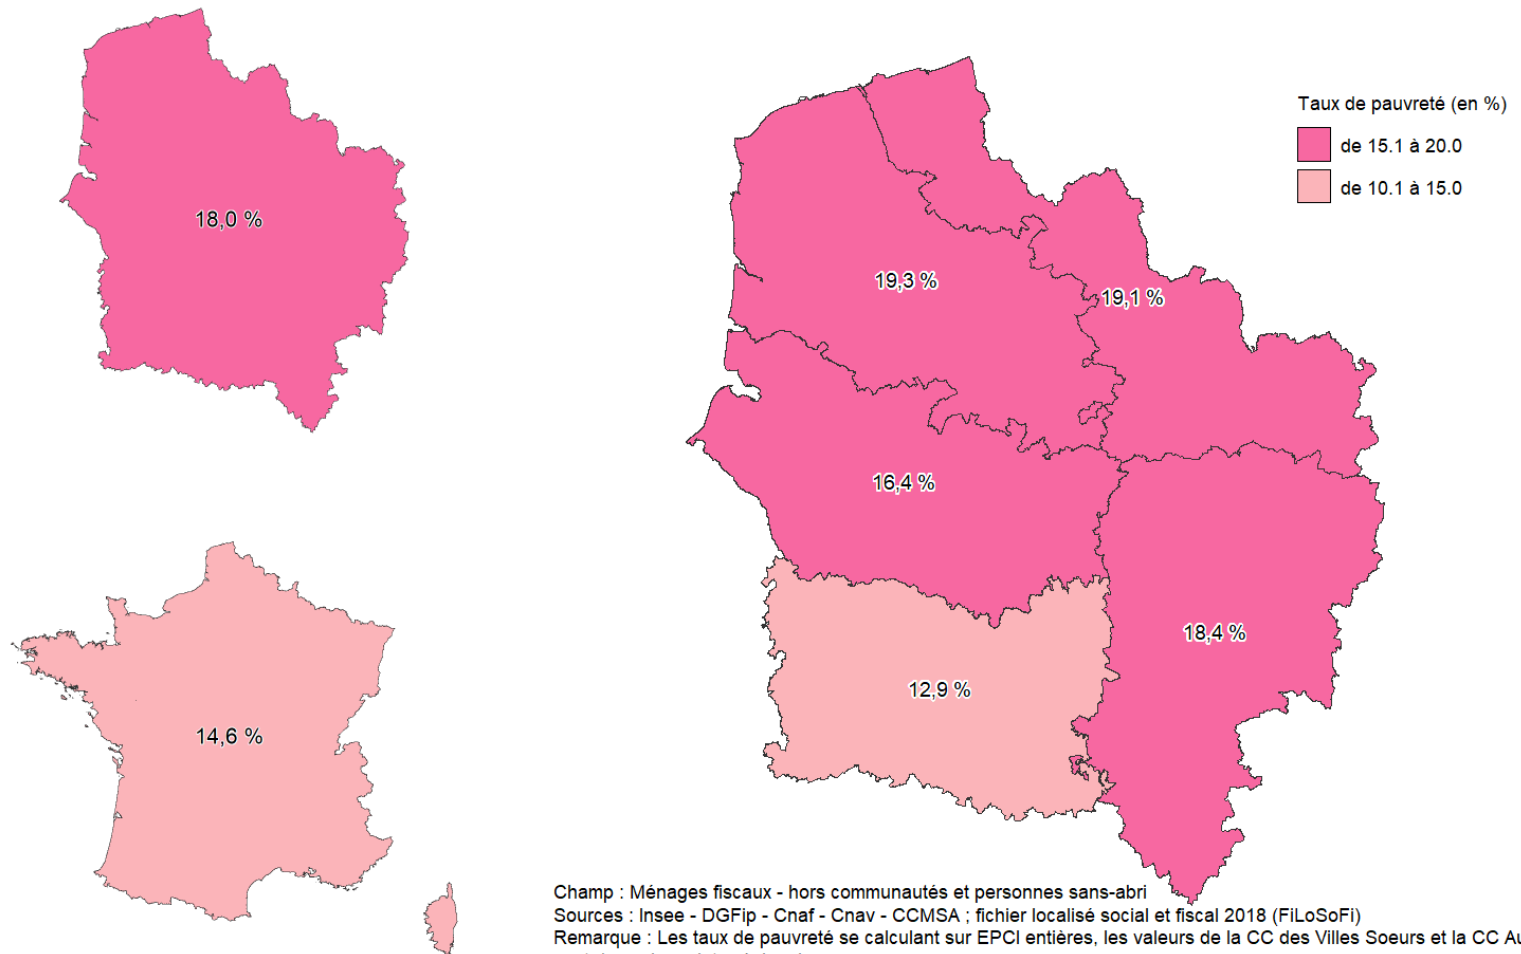 18,0 %
14,6 %
Taux de pauvreté (en %)
de 15.1 à 20.0
de 10.1 à 15.0
19,3 %
19,1 %
16,4 %
18,4 %
12,9 %
Champ : Ménages fiscaux - hors communautés et personnes sans-abri
Sources : Insee - DGFip - Cnaf - Cnav - CCMSA ; fichier localisé social et fiscal 2018 (FiLoSoFi)
Remarque : Les taux de pauvreté se calculant sur EPCI entières, les valeurs de la CC des Villes Soeurs et la CC Au